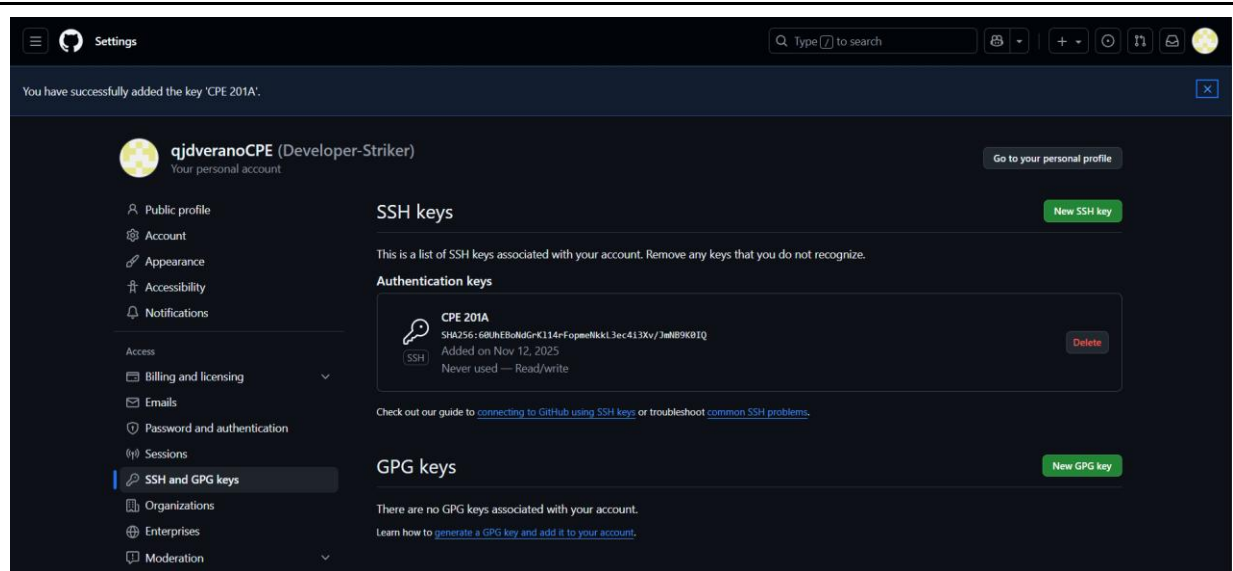 Settings
Type / to search
You have successfully added the key 'CPE 201A'.
qjdveranoCPE (Developer-Striker)
Your personal account
Go to your personal profile
Public profile
Account
Appearance
Accessibility
Notifications
Access
Billing and licensing
Emails
Password and authentication
Sessions
SSH and GPG keys
Organizations
Enterprises
Moderation
SSH keys
New SSH key
This is a list of SSH keys associated with your account. Remove any keys that you do not recognize.
Authentication keys
CPE 201A
SHA256:60UhEBoNdGrK114rFopmeNkkL3ec4i3Xv/JmNB9K0IQ
SSH
Added on Nov 12, 2025
Never used — Read/write
Delete
Check out our guide to connecting to GitHub using SSH keys or troubleshoot common SSH problems.
GPG keys
New GPG key
There are no GPG keys associated with your account.
Learn how to generate a GPG key and add it to your account.